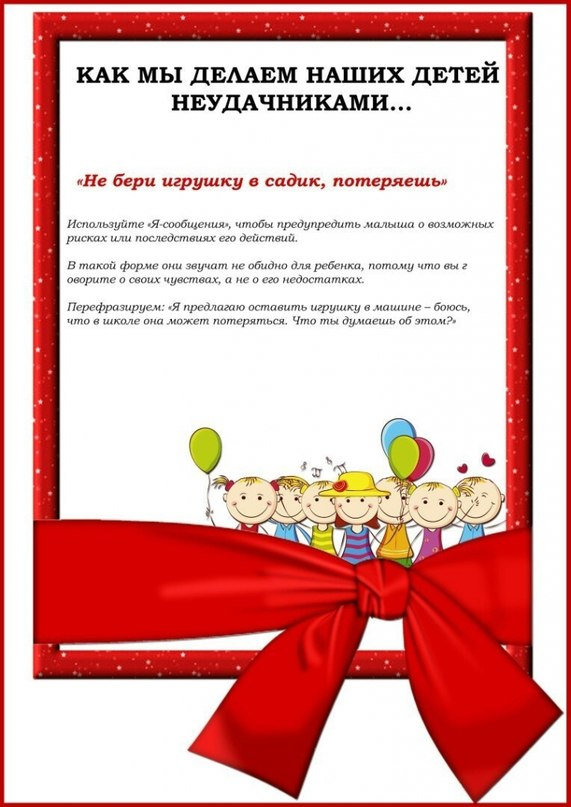 КАК МЫ ДЕЛАЕМ НАШИХ ДЕТЕЙ
НЕУДАЧНИКАМИ...
«Не бери игрушку в садик, потеряешь»
Используйте «Я-сообщения», чтобы предупредить малыша о возможных
рисках или последствиях его действий.
В такой форме они звучат не обидно для ребенка, потому что вы г
оворите о своих чувствах, а не о его недостатках.
Перефразируем: «Я предлагаю оставить игрушку в машине – боюсь,
что в школе она может потеряться. Что ты думаешь об этом?»